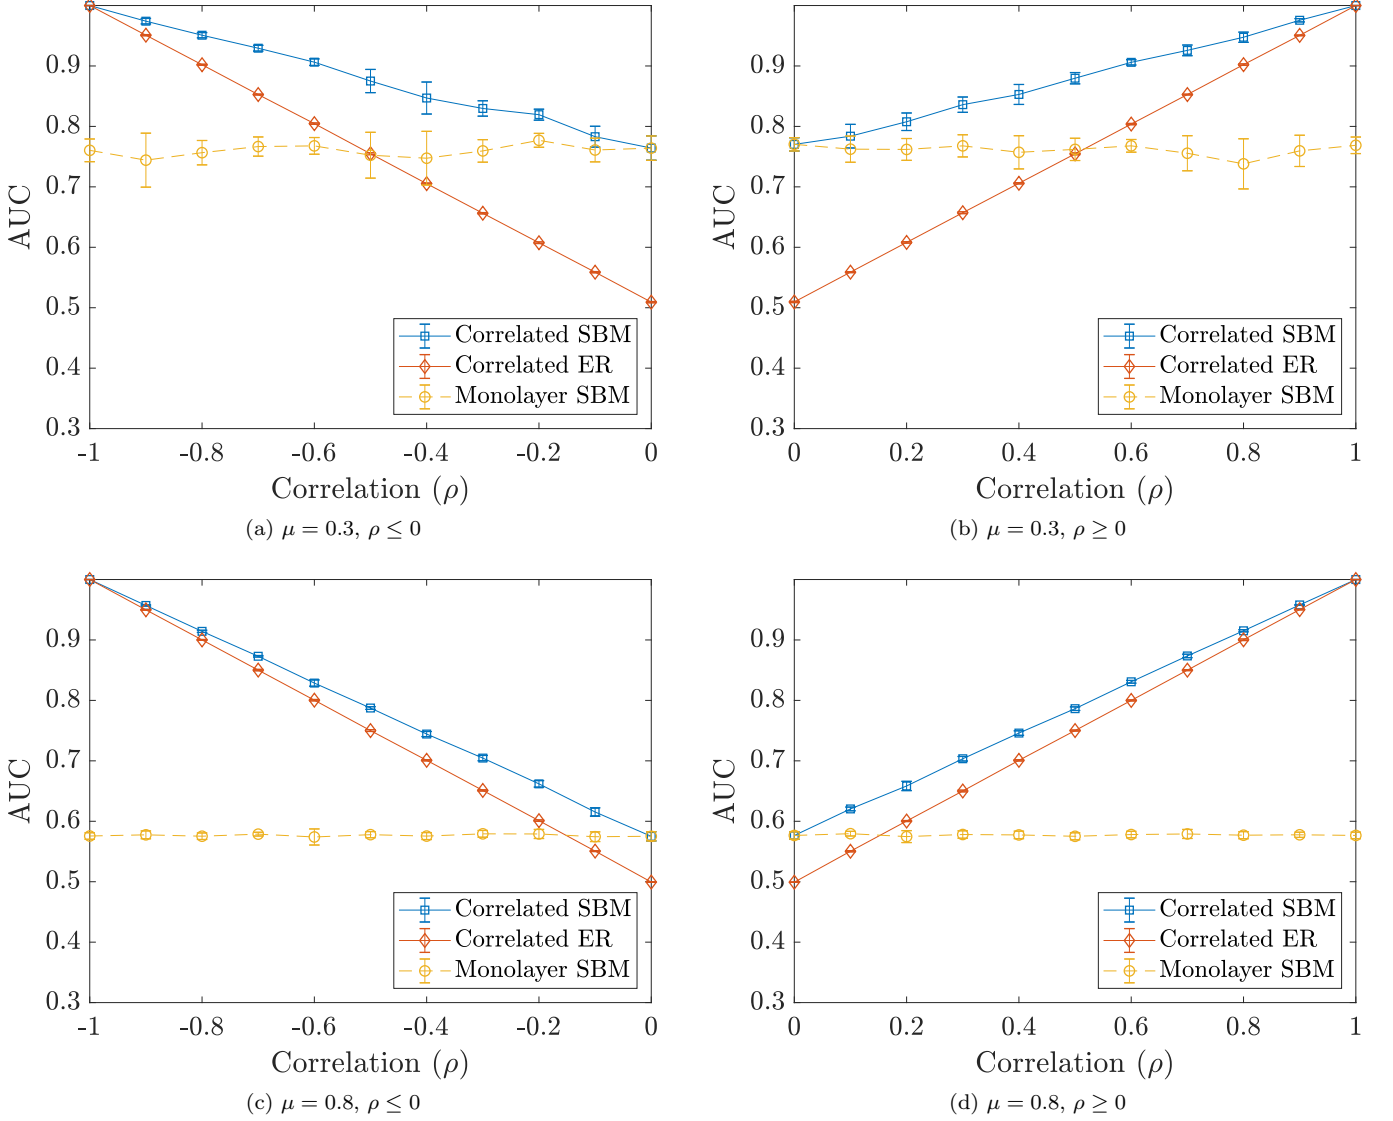 AUC
0.9
0.8
0.7
0.6
0.5
0.4
0.3
-1
-0.8
-0.6
-0.4
-0.2
0
Correlated SBM
Correlated ER
Monolayer SBM
Correlation (ρ)
(a) μ = 0.3, ρ ≤ 0
AUC
0.9
0.8
0.7
0.6
0.5
0.4
0.3
0
0.2
0.4
0.6
0.8
1
Correlated SBM
Correlated ER
Monolayer SBM
Correlation (ρ)
(b) μ = 0.3, ρ ≥ 0
AUC
0.9
0.8
0.7
0.6
0.5
0.4
0.3
-1
-0.8
-0.6
-0.4
-0.2
0
Correlated SBM
Correlated ER
Monolayer SBM
Correlation (ρ)
(c) μ = 0.8, ρ ≤ 0
AUC
0.9
0.8
0.7
0.6
0.5
0.4
0.3
0
0.2
0.4
0.6
0.8
1
Correlated SBM
Correlated ER
Monolayer SBM
Correlation (ρ)
(d) μ = 0.8, ρ ≥ 0